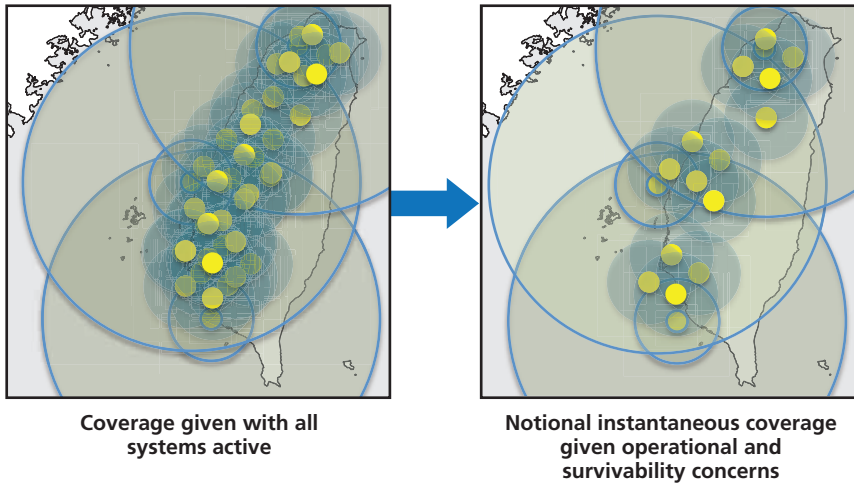 Coverage given with all
systems active
Notional instantaneous coverage
given operational and
survivability concerns